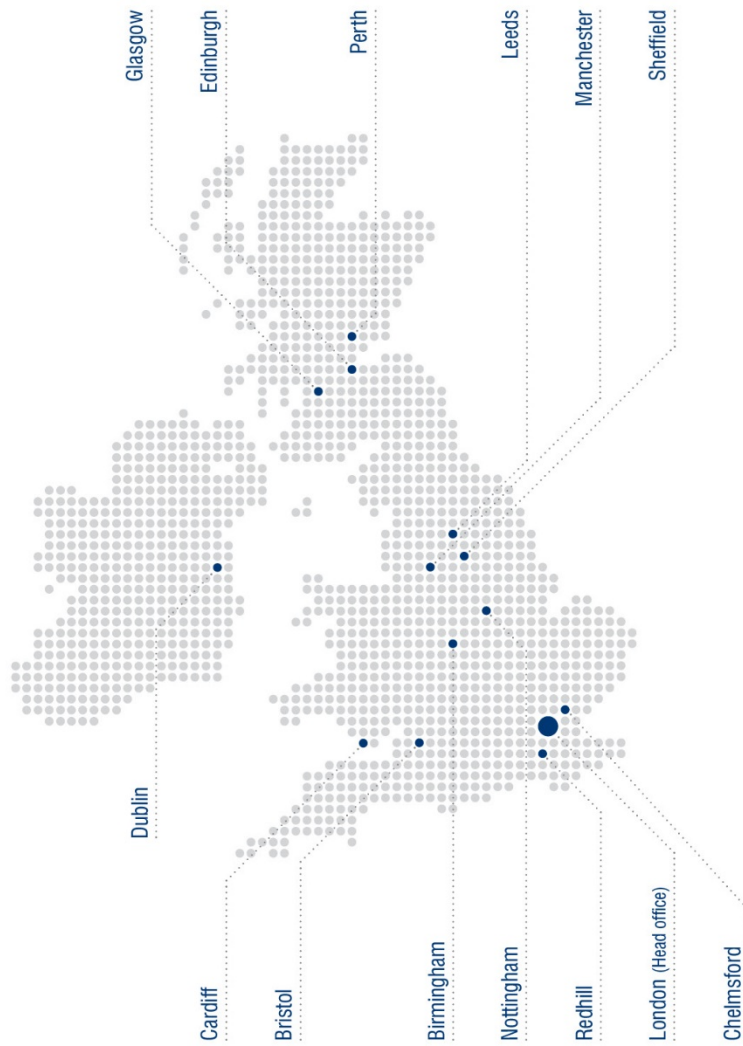 Glasgow
Edinburgh
Perth
Leeds
Manchester
Sheffield
Dublin
Cardiff
Bristol
Birmingham
Nottingham
Redhill
London (Head office)
Chelmsford